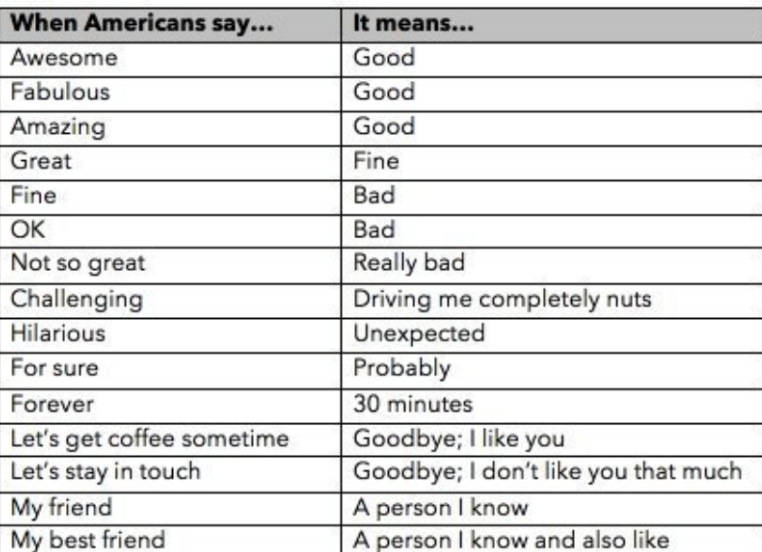 When Americans say... It means...
Awesome Good
Fabulous Good
Amazing Good
Great Fine
Fine Bad
OK Bad
Not so great Really bad
Challenging Driving me completely nuts
Hilarious Unexpected
For sure Probably
Forever 30 minutes
Let's get coffee sometime Goodbye; I like you
Let's stay in touch Goodbye; I don't like you that much
My friend A person I know
My best friend A person I know and also like